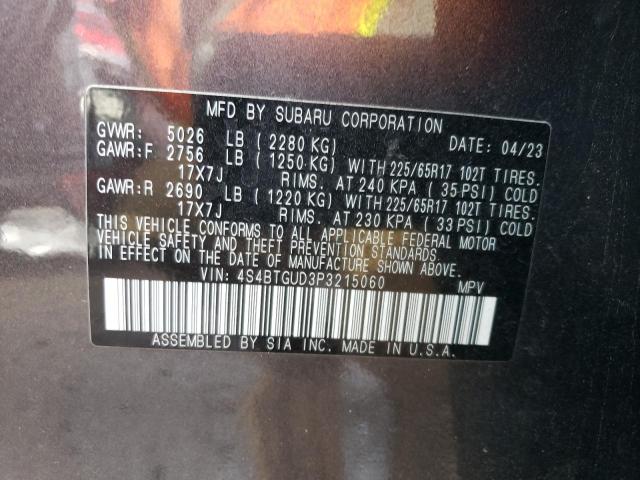 MFD BY SUBARU CORPORATION
GVWR: 5026 LB ( 2280 KG) DATE: 04/23
GAWR:F 2756 LB ( 1250 KG) WITH 225/65R17 102T TIRES.
17X7J RIMS. AT 240 KPA ( 35 PSI) COLD
GAWR:R 2690 LB ( 1220 KG) WITH 225/65R17 102T TIRES.
17X7J RIMS. AT 230 KPA ( 33 PSI) COLD
THIS VEHICLE CONFORMS TO ALL APPLICABLE FEDERAL MOTOR
VEHICLE SAFETY AND THEFT PREVENTION STANDARDS
IN EFFECT ON THE DATE OF MANUFACTURE SHOWN ABOVE.
VIN: 4S4BTGUD3P3215060 MPV
ASSEMBLED BY SIA INC. MADE IN U.S.A.